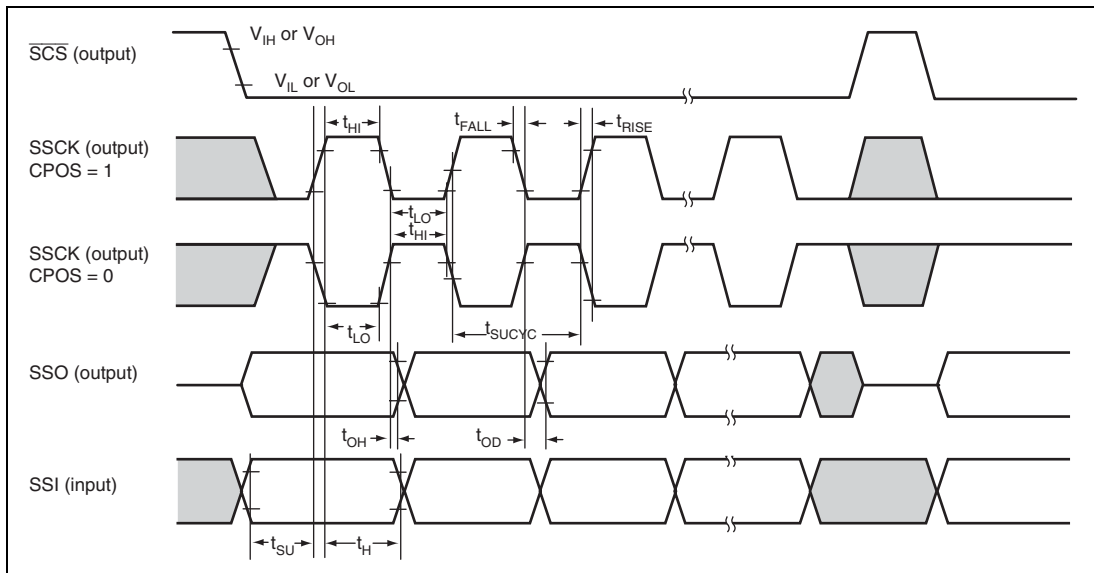 SCS (output)
V_IH or V_OH
V_IL or V_OL
t_HI
t_FALL
t_RISE
SSCK (output)
CPOS = 1
t_LO
t_HI
SSCK (output)
CPOS = 0
t_LO
t_SUCYC
SSO (output)
t_OH
t_OD
SSI (input)
t_SU
t_H